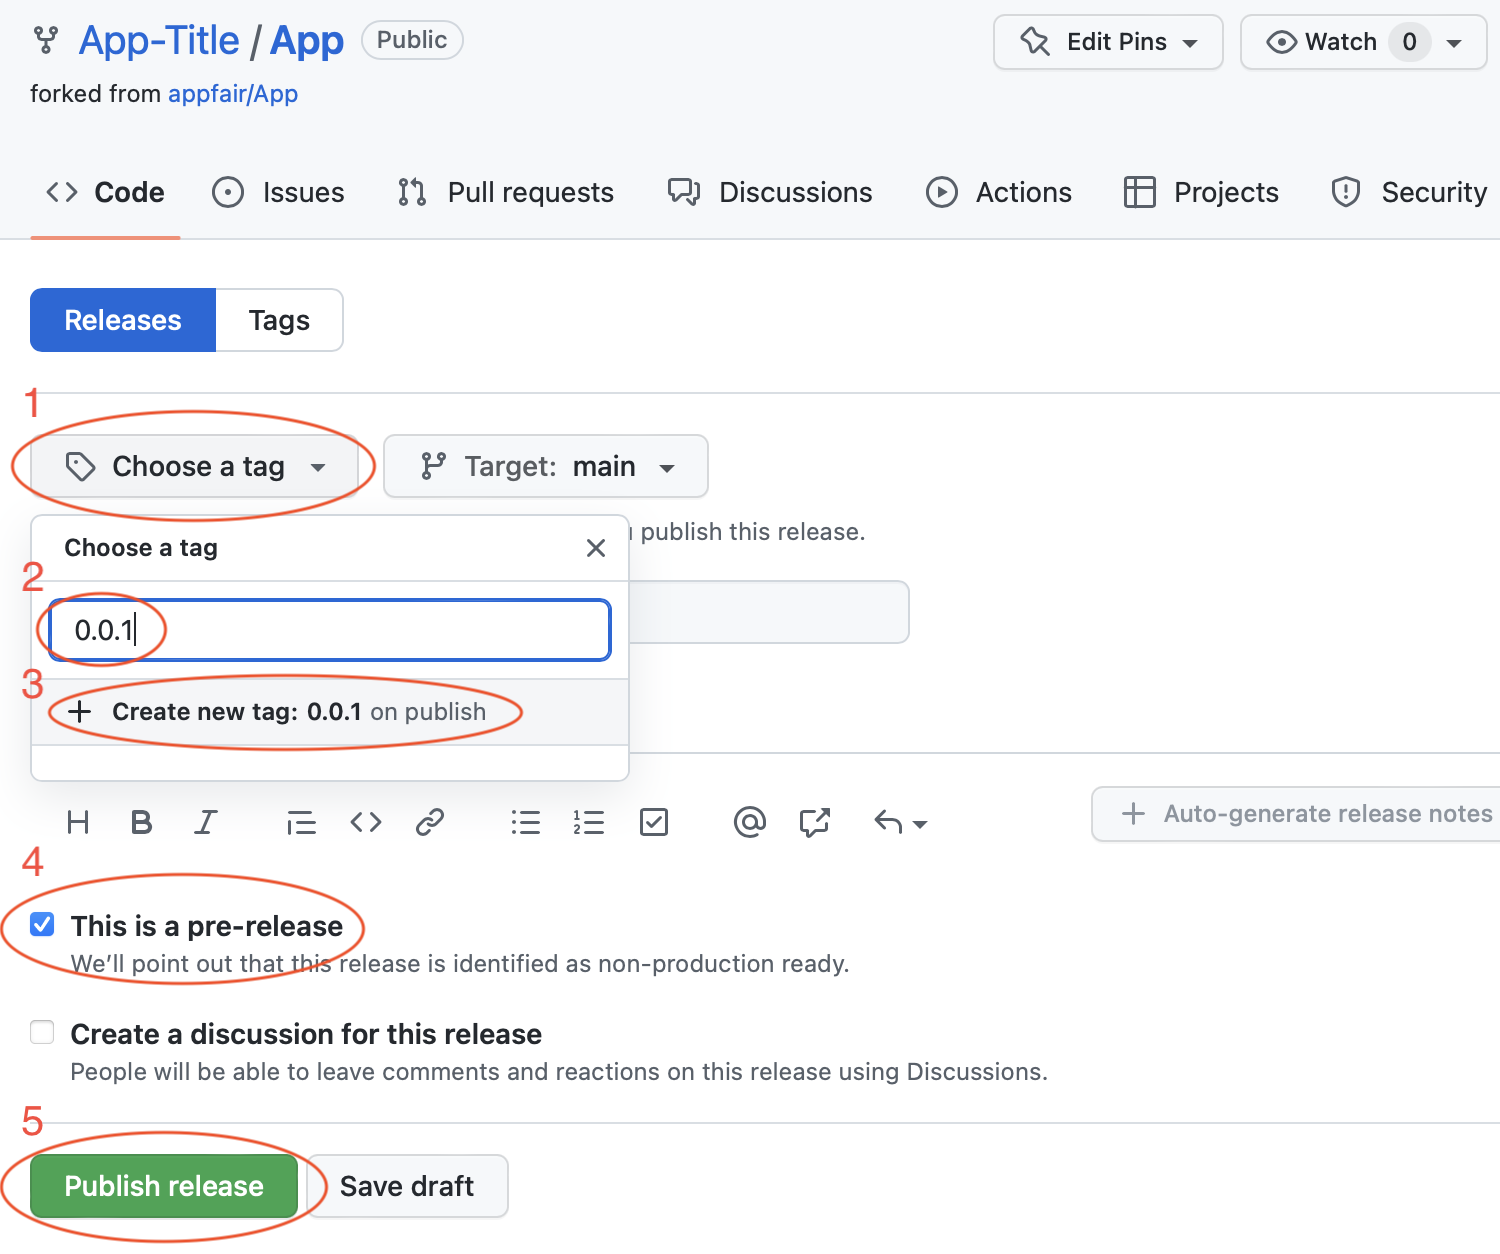 App-Title / App Public
Edit Pins
Watch 0
forked from appfair/App
Code Issues Pull requests Discussions Actions Projects Security
Releases Tags
1
Choose a tag
Target: main
publish this release.
Choose a tag
2
0.0.1
3
Create new tag: 0.0.1 on publish
H B I
Auto-generate release notes
4
This is a pre-release
We'll point out that this release is identified as non-production ready.
Create a discussion for this release
People will be able to leave comments and reactions on this release using Discussions.
5
Publish release Save draft